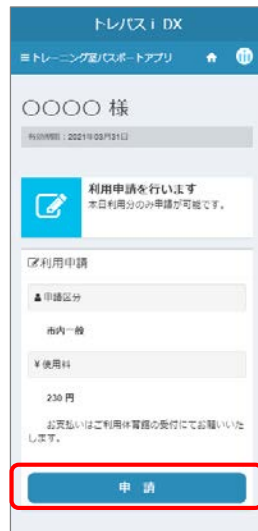 トレパス i DX
≡トレーニング室パスポートアプリ
〇〇〇〇 様
有効期限：2021年03月31日
利用申請を行います
本日利用分のみ申請が可能です。
利用申請
申請区分
市内一般
¥ 使用料
230 円
お支払いはご利用体育館の受付にてお願いいた
します。
申 請